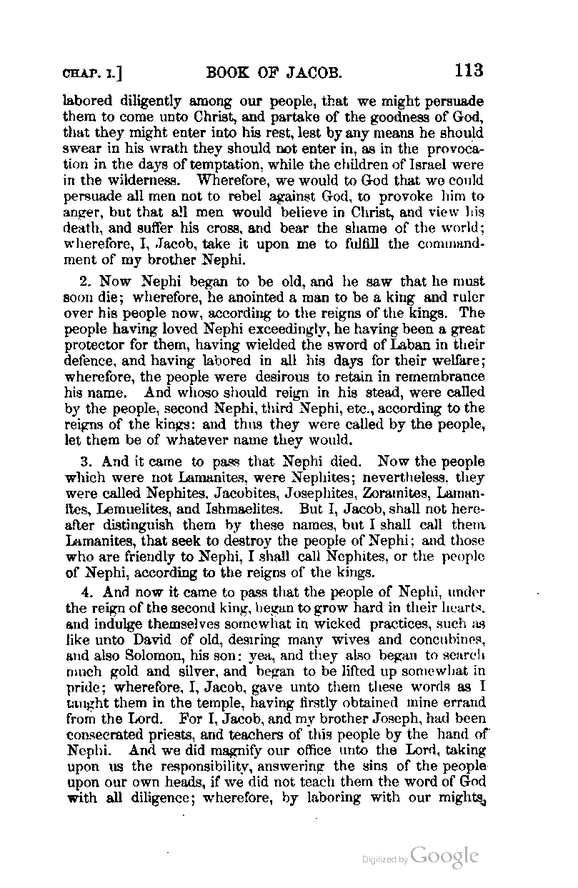 CHAP. I.] BOOK OF JACOB. 113
labored diligently among our people, that we might persuade
them to come unto Christ, and partake of the goodness of God,
that they might enter into his rest, lest by any means he should
swear in his wrath they should not enter in, as in the provoca-
tion in the days of temptation, while the children of Israel were
in the wilderness. Wherefore, we would to God that we could
persuade all men not to rebel against God, to provoke him to
anger, but that all men would believe in Christ, and view his
death, and suffer his cross, and bear the shame of the world;
wherefore, I, Jacob, take it upon me to fulfill the command-
ment of my brother Nephi.
2. Now Nephi began to be old, and he saw that he must
soon die; wherefore, he anointed a man to be a king and ruler
over his people now, according to the reigns of the kings. The
people having loved Nephi exceedingly, he having been a great
protector for them, having wielded the sword of Laban in their
defence, and having labored in all his days for their welfare;
wherefore, the people were desirous to retain in remembrance
his name. And whoso should reign in his stead, were called
by the people, second Nephi, third Nephi, etc., according to the
reigns of the kings: and thus they were called by the people,
let them be of whatever name they would.
3. And it came to pass that Nephi died. Now the people
which were not Lamanites, were Nephites; nevertheless, they
were called Nephites, Jacobites, Josephites, Zoramites, Laman-
ites, Lemuelites, and Ishmaelites. But I, Jacob, shall not here-
after distinguish them by these names, but I shall call them
Lamanites, that seek to destroy the people of Nephi; and those
who are friendly to Nephi, I shall call Nephites, or the people
of Nephi, according to the reigns of the kings.
4. And now it came to pass that the people of Nephi, under
the reign of the second king, began to grow hard in their hearts,
and indulge themselves somewhat in wicked practices, such as
like unto David of old, desiring many wives and concubines,
and also Solomon, his son: yea, and they also began to search
much gold and silver, and began to be lifted up somewhat in
pride; wherefore, I, Jacob, gave unto them these words as I
taught them in the temple, having firstly obtained mine errand
from the Lord. For I, Jacob, and my brother Joseph, had been
consecrated priests, and teachers of this people by the hand of
Nephi. And we did magnify our office unto the Lord, taking
upon us the responsibility, answering the sins of the people
upon our own heads, if we did not teach them the word of God
with all diligence; wherefore, by laboring with our mights,
Digitized by Google